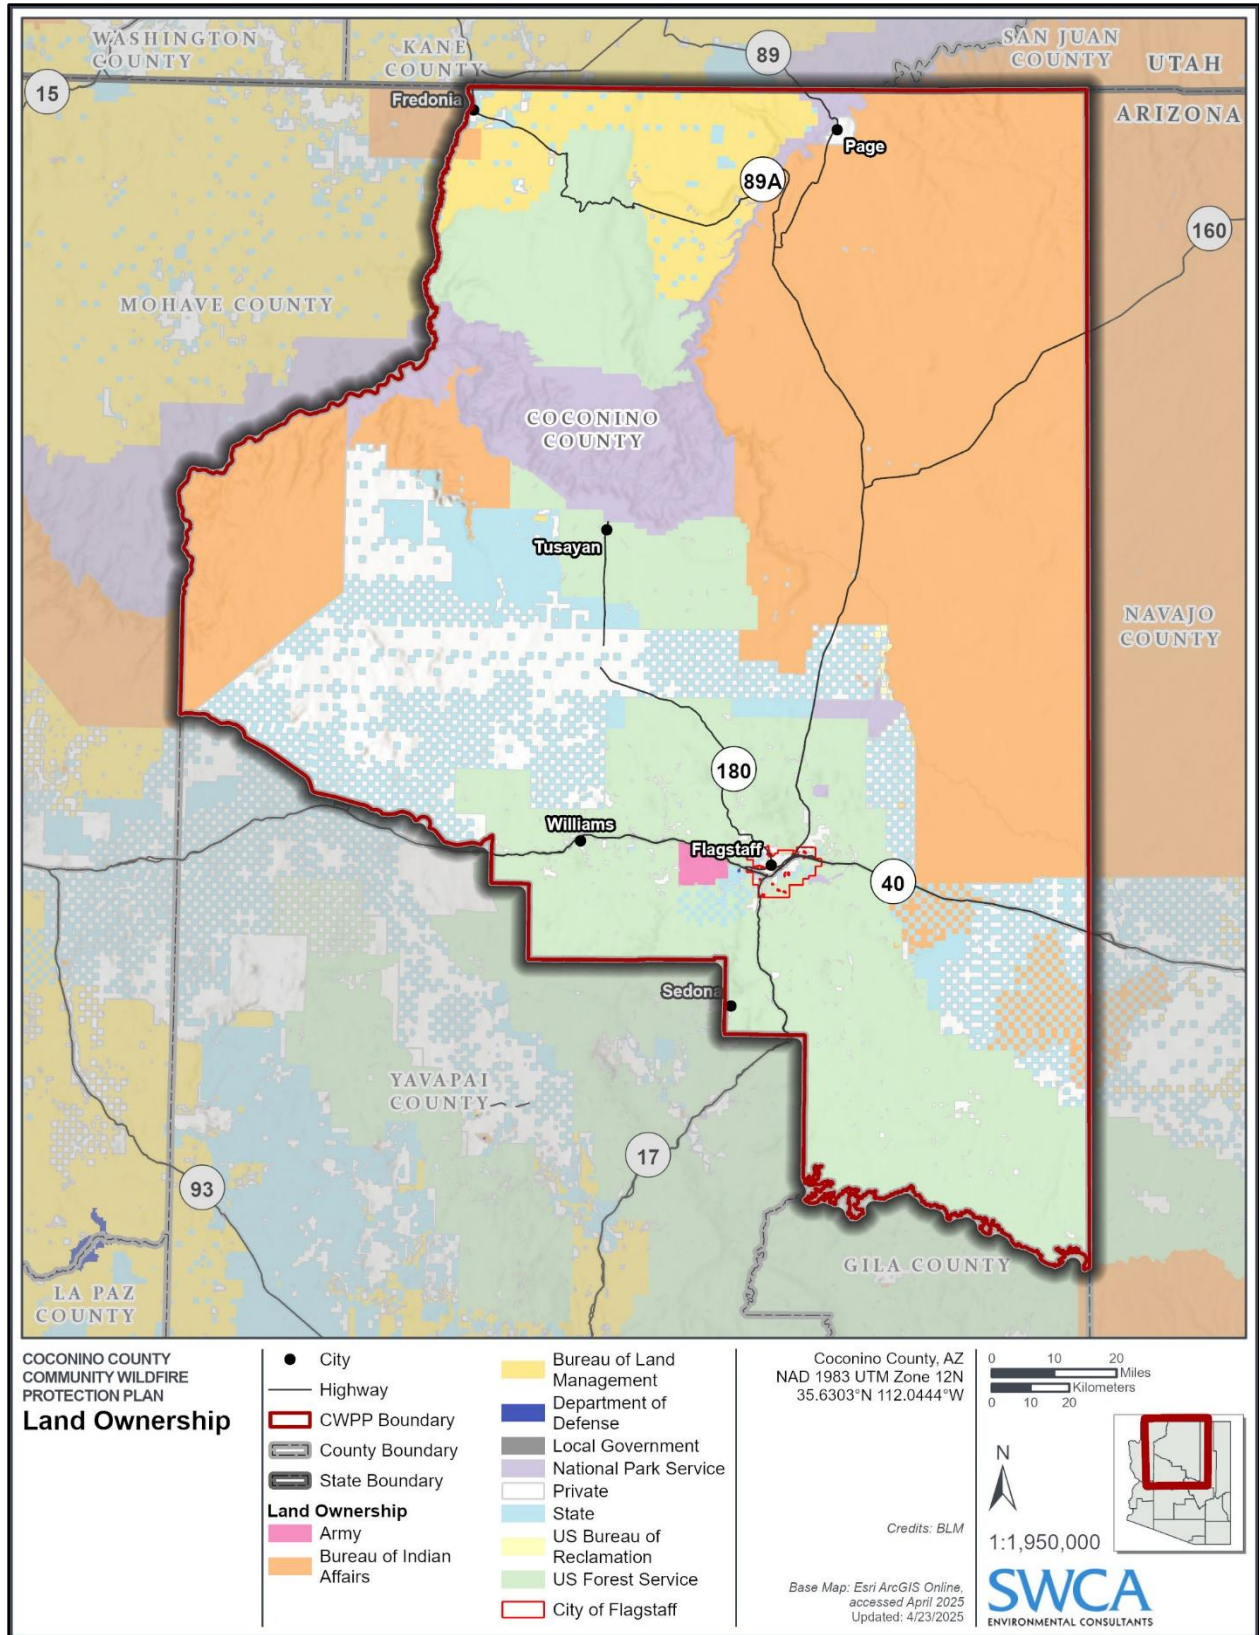 WASHINGTON
COUNTY
KANE
COUNTY
89
SAN JUAN
COUNTY
UTAH
15
Fredonia
ARIZONA
Page
89A
160
MOHAVE COUNTY
COCONINO
COUNTY
Tusayan
NAVAJO
COUNTY
180
Williams
Flagstaff
40
Sedona
YAVAPAI
COUNTY
17
93
GILA COUNTY
LA PAZ
COUNTY
COCONINO COUNTY
COMMUNITY WILDFIRE
PROTECTION PLAN
Land Ownership
City
Highway
CWPP Boundary
County Boundary
State Boundary
Land Ownership
Army
Bureau of Indian
Affairs
Bureau of Land
Management
Department of
Defense
Local Government
National Park Service
Private
State
US Bureau of
Reclamation
US Forest Service
City of Flagstaff
Coconino County, AZ
NAD 1983 UTM Zone 12N
35.6303°N 112.0444°W
Credits: BLM
Base Map: Esri ArcGIS Online,
accessed April 2025
Updated: 4/23/2025
0 10 20
Miles
Kilometers
0 10 20
N
1:1,950,000
SWCA
ENVIRONMENTAL CONSULTANTS